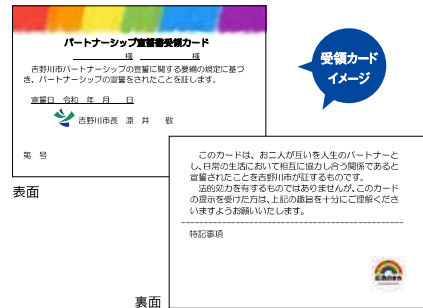 パートナーシップ宣誓書受領カード
様　　様
吉野川市パートナーシップの宣誓に関する要綱の規定に基づ
き、パートナーシップの宣誓をされたことを証します。
宣誓日　令和　年　月　日
吉野川市長　原　井　敬
第　号
表面
受領カード
イメージ
このカードは、お二人が互いを人生のパートナーと
し、日常の生活において相互に協力し合う関係であると
宣誓されたことを吉野川市が証するものです。
法的効力を有するものではありませんが、このカード
の提示を受けた方は、上記の趣旨を十分にご理解くださ
いますようお願いいたします。
特記事項
裏面